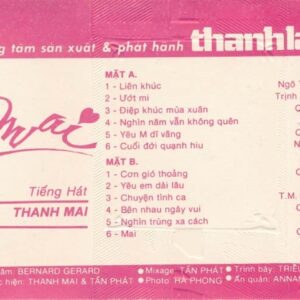 tâm sản xuất & phát hành thanhla
MẶT A.
1 - Liên khúc Ngô
2 - Ướt mi Trịnh
3 - Điệp khúc mùa xuân
4 - Nghìn năm vẫn không quên
5 - Yêu M dĩ vãng
6 - Cuối đời quạnh hiu
MẶT B.
1 - Cơn gió thoảng
2 - Yêu em dài lâu
3 - Chuyện tình ca
4 - Bên nhau ngày vui T.M.
5 - Nghìn trùng xa cách
6 - Mai
mai
Tiếng Hát
THANH MAI
âm: BERNARD GERARD • Mixage: TẤN PHÁT • Trình bày: TRIỀU
hiện: THANH MAI & TẤN PHÁT • Photo: HÀ PHONG • Ấn quán: ANNAM